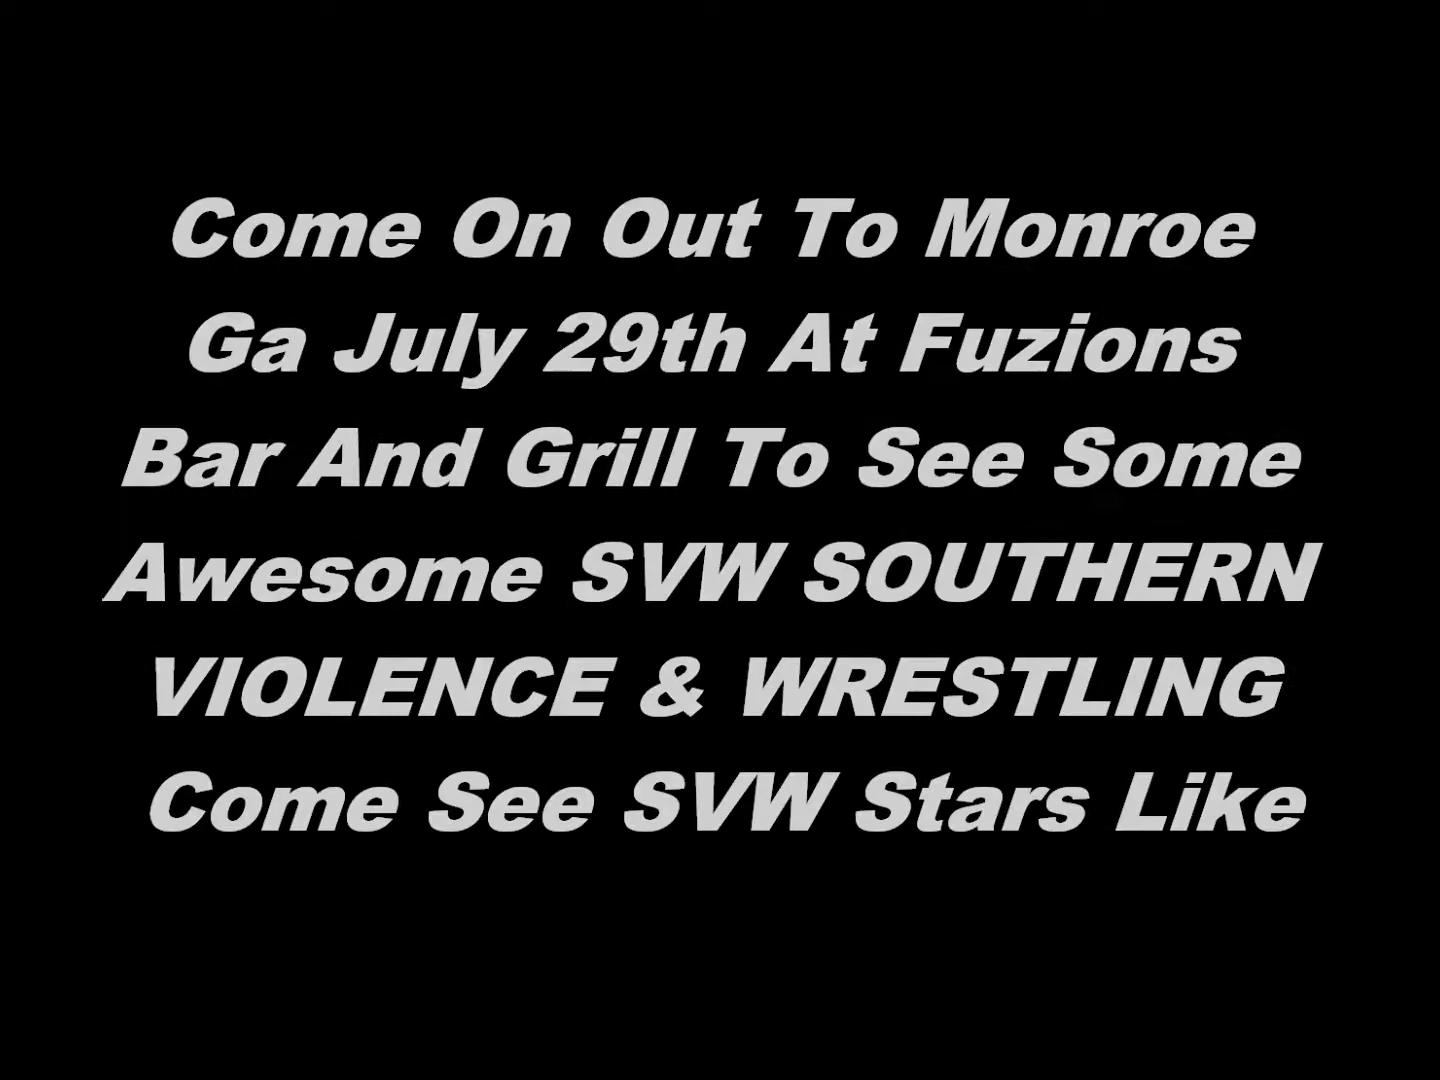 Come On Out To Monroe
Ga July 29th At Fuzions
Bar And Grill To See Some
Awesome SVW SOUTHERN
VIOLENCE & WRESTLING
Come See SVW Stars Like